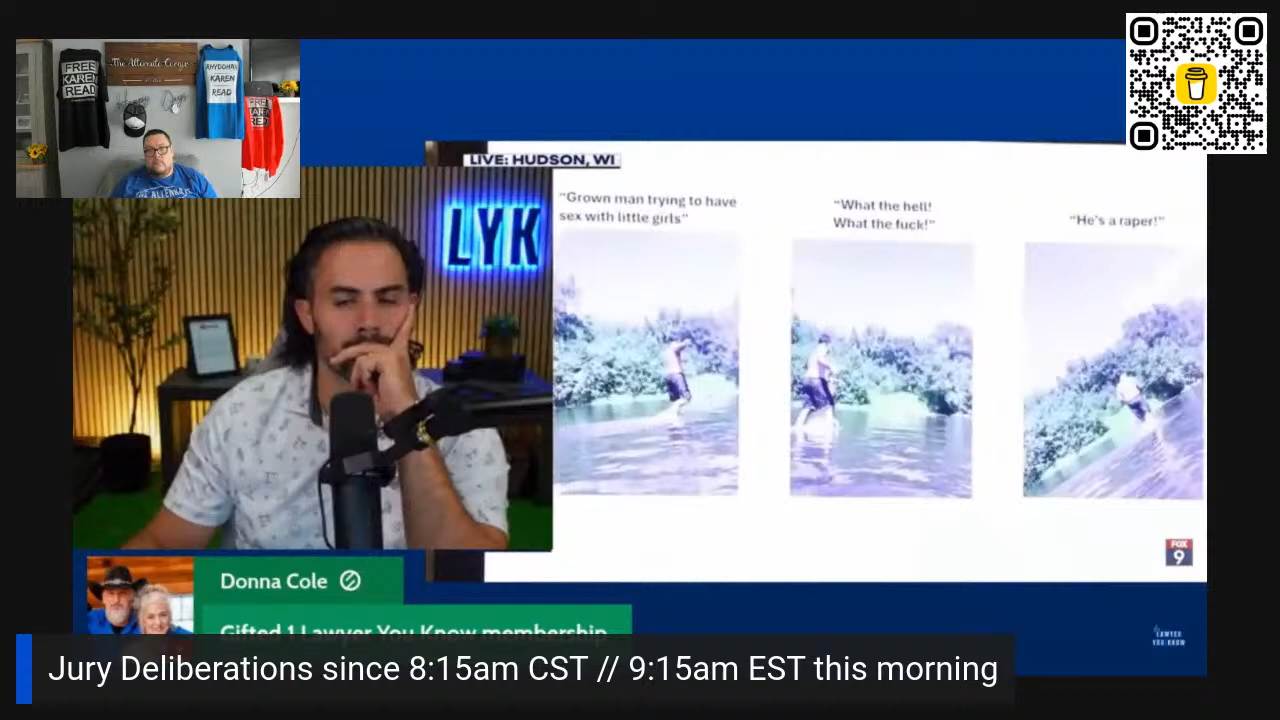 FREE
KAREN
READ
The Alternate
RHYDOHAN
KAREN
READ
FREE
KAREN
READ
LIVE: HUDSON, WI
LYK
"Grown man trying to have
sex with little girls"
"What the hell!
What the fuck!"
"He's a raper!"
FOX
9
Donna Cole
Gifted 1 Lawyer You Know membership
LAWYER
YOU KNOW
Jury Deliberations since 8:15am CST // 9:15am EST this morning